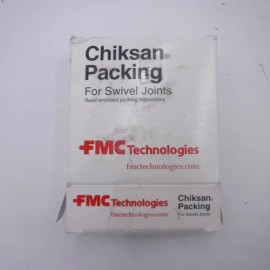 Chiksan®
Packing
For Swivel Joints
Read enclosed packing instructions
FMC Technologies
fmctechnologies.com
FMC Technologies
fmctechnologies.com
Chiksan®
Packing
For Swivel Joints